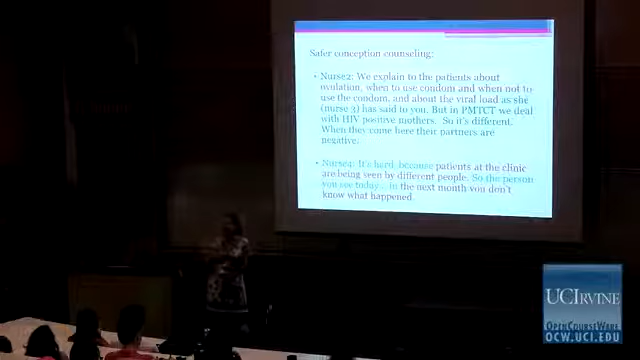 Safer conception counseling:
• Nurse2: We explain to the patients about
ovulation, when to use condom and when not to
use the condom, and about the viral load as she
(nurse 3) has said to you. But in PMTCT we deal
with HIV positive mothers. So it's different.
When they come here their partners are
negative.
• Nurse4: It's hard because patients at the clinic
are being seen by different people. So the person
you see today... in the next month you don't
know what happened
UCIRVINE
OPENCOURSEWARE
OCW.UCI.EDU